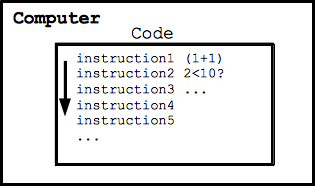 Computer
Code
instruction1 (1+1)
instruction2 2<10?
instruction3 ...
instruction4
instruction5
...